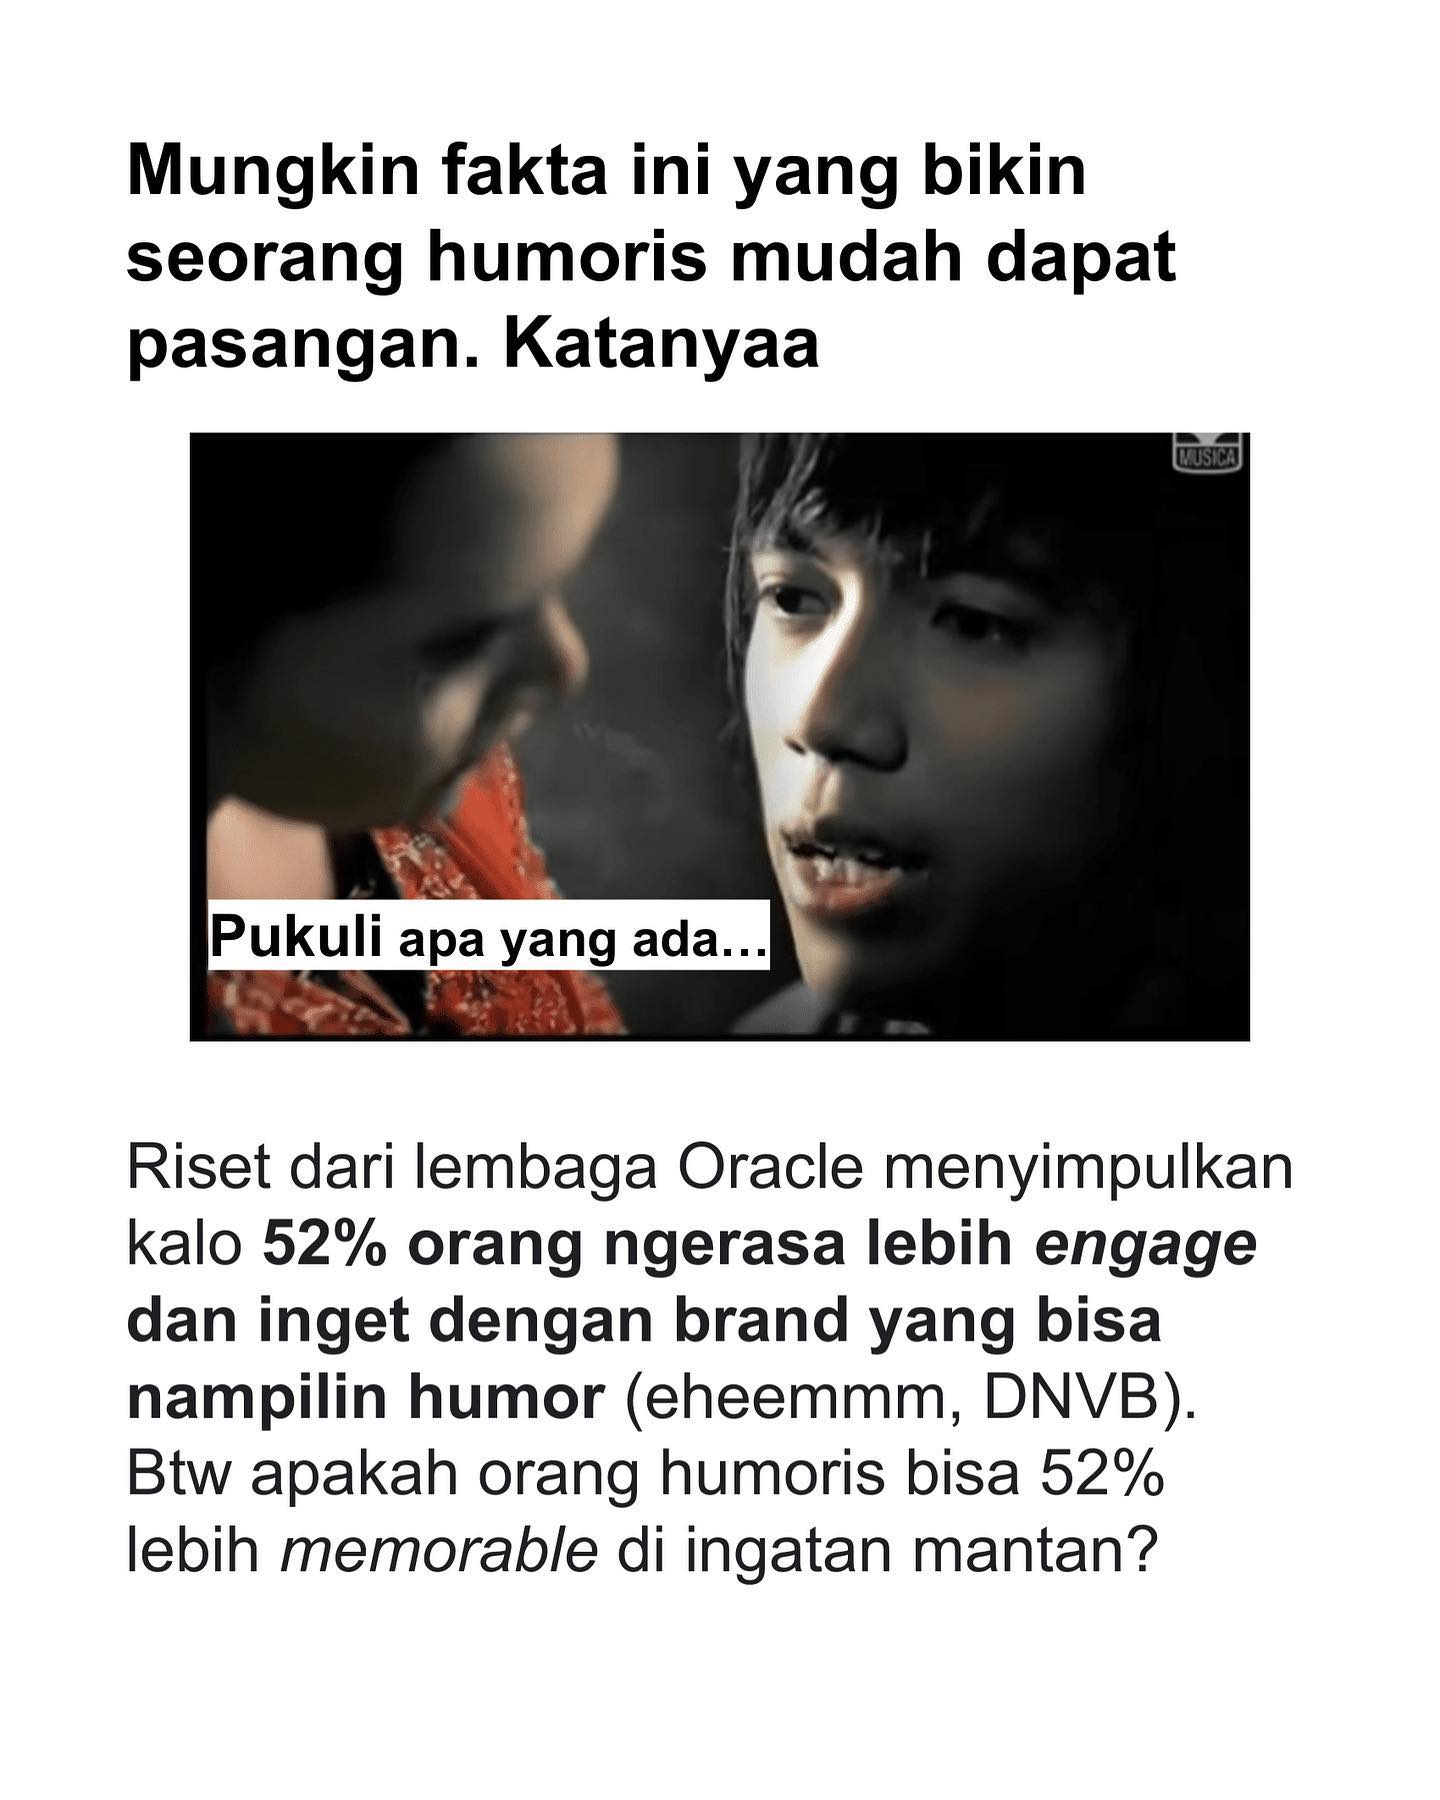 Mungkin fakta ini yang bikin
seorang humoris mudah dapat
pasangan. Katanyaa
MUSICA
Pukuli apa yang ada...
Riset dari lembaga Oracle menyimpulkan
kalo 52% orang ngerasa lebih engage
dan inget dengan brand yang bisa
nampilin humor (eheemmm, DNVB).
Btw apakah orang humoris bisa 52%
lebih memorable di ingatan mantan?